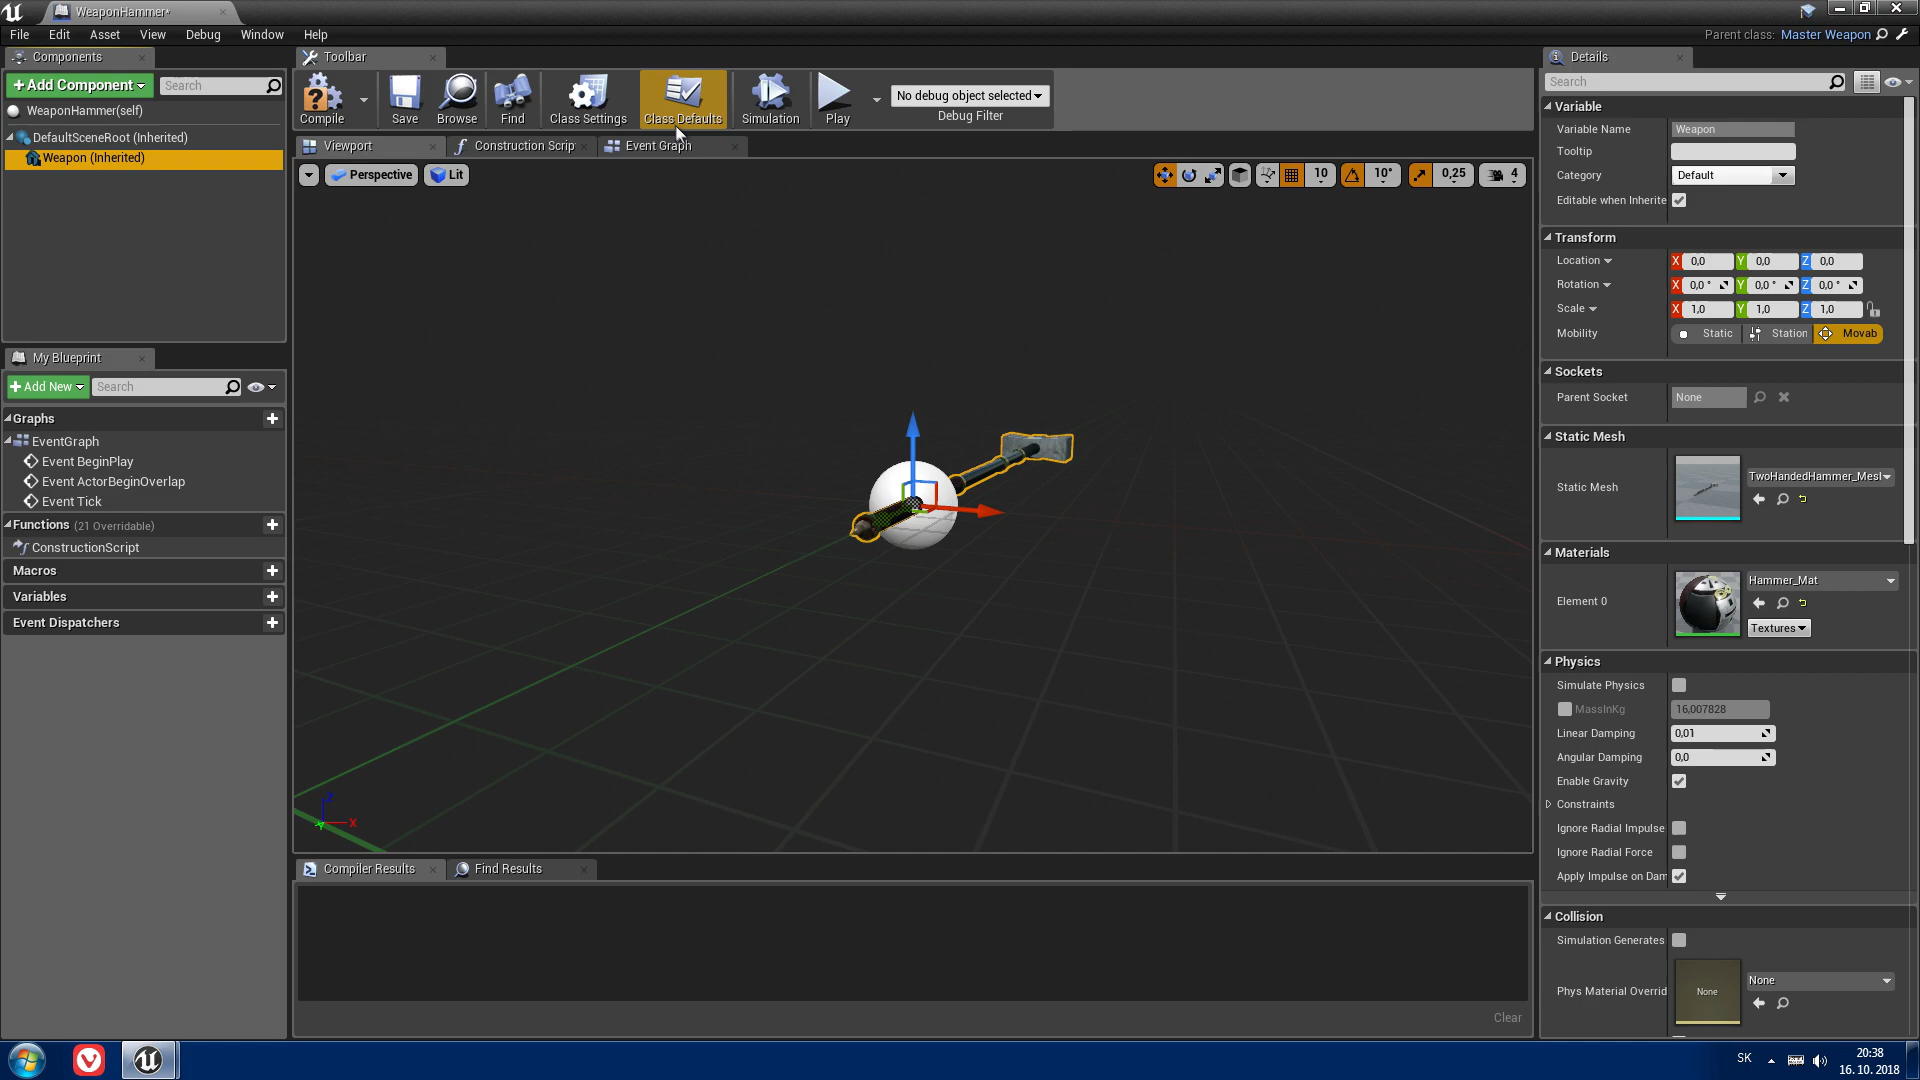 WeaponHammer*
File Edit Asset View Debug Window Help
Parent class: Master Weapon
Components
+Add Component
Search
WeaponHammer(self)
DefaultSceneRoot (Inherited)
Weapon (Inherited)
My Blueprint
+Add New
Search
Graphs
EventGraph
Event BeginPlay
Event ActorBeginOverlap
Event Tick
Functions (21 Overridable)
ConstructionScript
Macros
Variables
Event Dispatchers
Toolbar
Compile
Save
Browse
Find
Class Settings
Class Defaults
Simulation
Play
No debug object selected
Debug Filter
Viewport
Construction Scrip
Event Graph
Perspective
Lit
10
10°
0,25
4
Z
X
Y
Compiler Results
Find Results
Clear
Details
Search
Variable
Variable Name Weapon
Tooltip
Category Default
Editable when Inherite
Transform
Location X 0,0 Y 0,0 Z 0,0
Rotation X 0,0 ° Y 0,0 ° Z 0,0 °
Scale X 1,0 Y 1,0 Z 1,0
Mobility Static Station Movab
Sockets
Parent Socket None
Static Mesh
Static Mesh TwoHandedHammer_Mesl
Materials
Element 0 Hammer_Mat
Textures
Physics
Simulate Physics
MassInKg 16,007828
Linear Damping 0,01
Angular Damping 0,0
Enable Gravity
Constraints
Ignore Radial Impulse
Ignore Radial Force
Apply Impulse on Dam
Collision
Simulation Generates
Phys Material Overrid None None
SK
20:38
16. 10. 2018